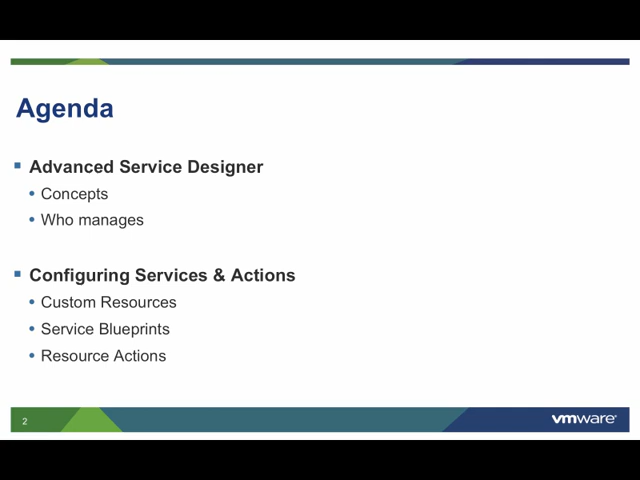 Agenda
Advanced Service Designer
Concepts
Who manages
Configuring Services & Actions
Custom Resources
Service Blueprints
Resource Actions
2
vmware®